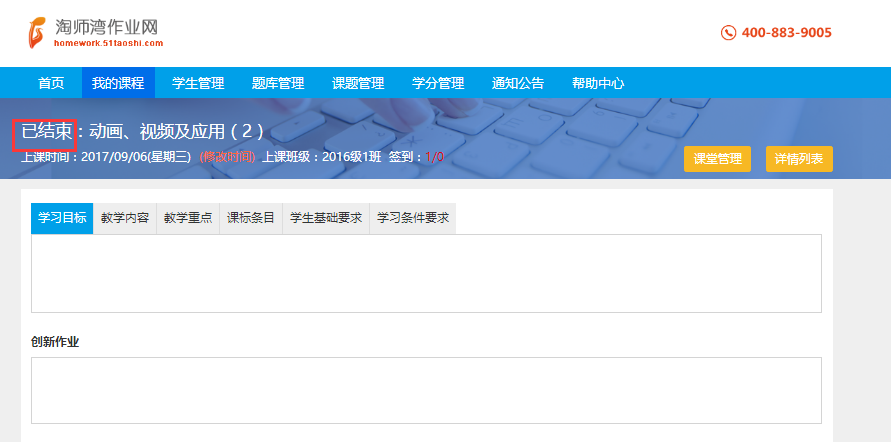 淘师湾作业网
homework.51taoshi.com
400-883-9005
首页 我的课程 学生管理 题库管理 课题管理 学分管理 通知公告 帮助中心
已结束：动画、视频及应用（2）
上课时间：2017/09/06(星期三) (修改时间) 上课班级：2016级1班 签到：1/0
课堂管理 详情列表
学习目标 教学内容 教学重点 课标条目 学生基础要求 学习条件要求
创新作业